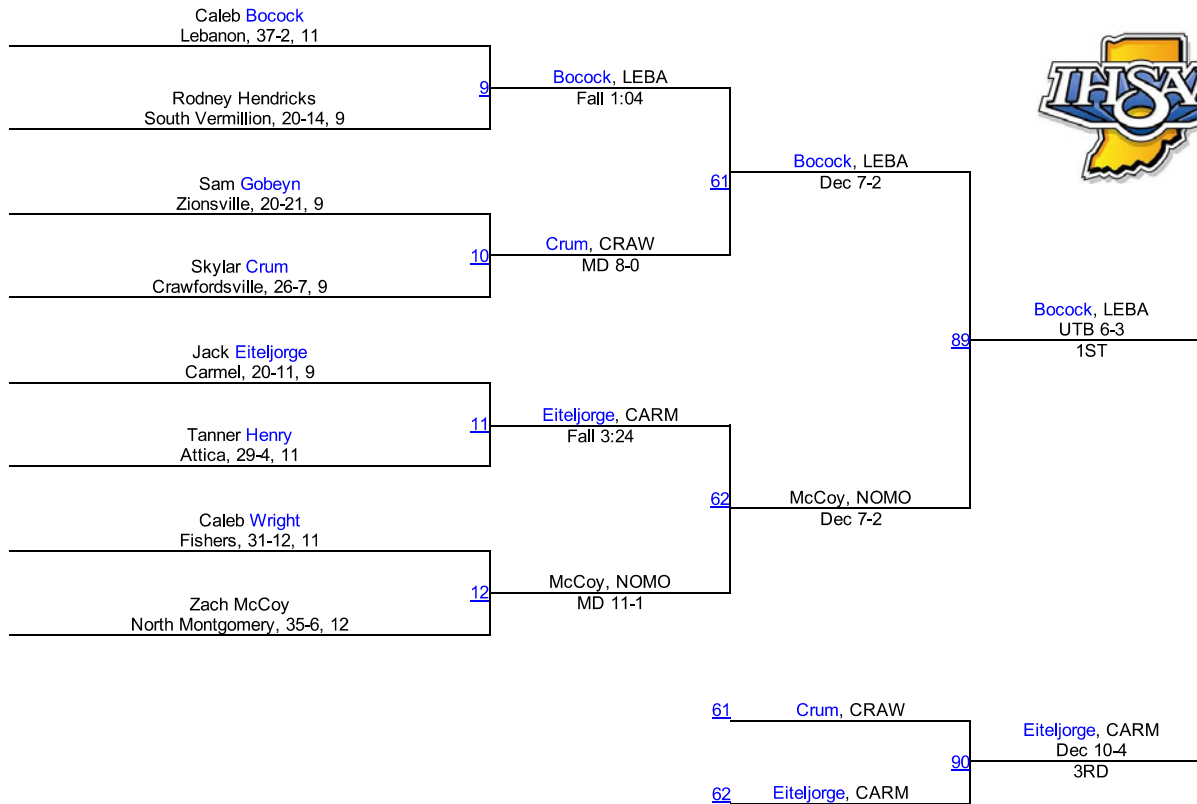 Caleb Bocock
Lebanon, 37-2, 11
Rodney Hendricks
South Vermillion, 20-14, 9
Sam Gobeyn
Zionsville, 20-21, 9
Skylar Crum
Crawfordsville, 26-7, 9
Jack Eiteljorge
Carmel, 20-11, 9
Tanner Henry
Attica, 29-4, 11
Caleb Wright
Fishers, 31-12, 11
Zach McCoy
North Montgomery, 35-6, 12
9
Bocock, LEBA
Fall 1:04
10
Crum, CRAW
MD 8-0
11
Eiteljorge, CARM
Fall 3:24
12
McCoy, NOMO
MD 11-1
61
Bocock, LEBA
Dec 7-2
62
McCoy, NOMO
Dec 7-2
89
Bocock, LEBA
UTB 6-3
1ST
61
Crum, CRAW
62
Eiteljorge, CARM
90
Eiteljorge, CARM
Dec 10-4
3RD
IHSAA